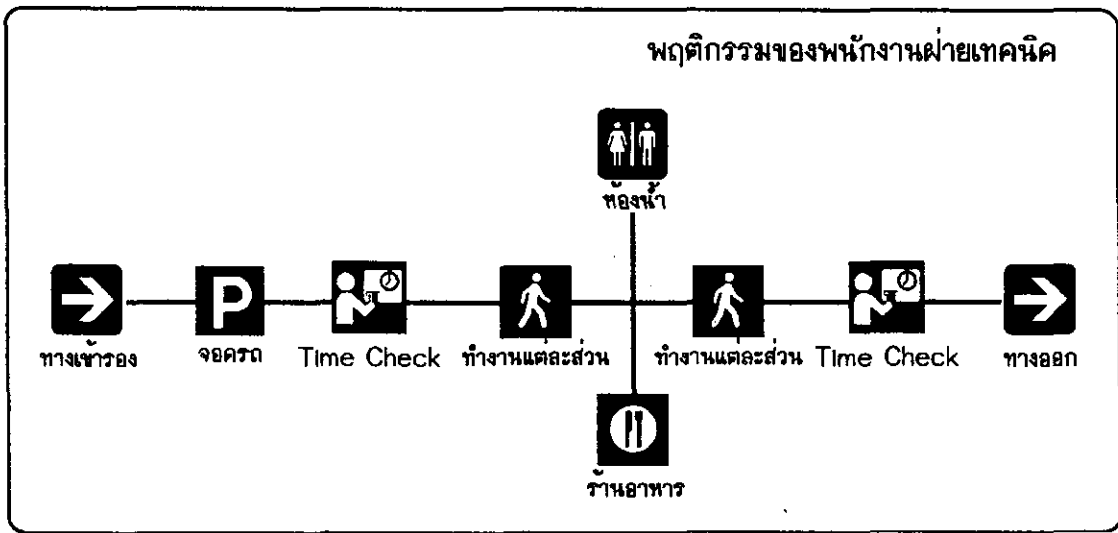 พฤติกรรมของพนักงานฝ่ายเทคนิค
ห้องน้ำ
P
ทางเข้ารอง
จอดรถ
Time Check
ทำงานแต่ละส่วน
ทำงานแต่ละส่วน
Time Check
ทางออก
ร้านอาหาร